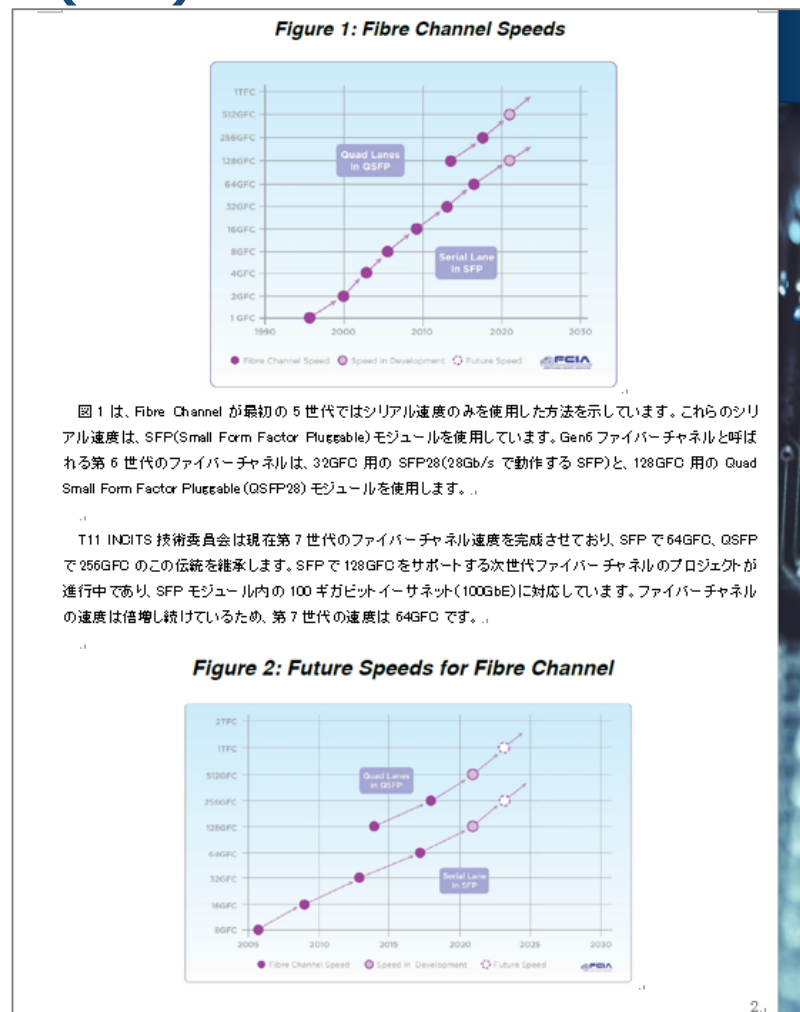 Figure 1: Fibre Channel Speeds
1TFC
512GFC
256GFC
128GFC
64GFC
32GFC
16GFC
8GFC
4GFC
2GFC
1 GFC
Quad Lanes
in QSFP
Serial Lane
in SFP
1990 2000 2010 2020 2030
Fibre Channel Speed Speed in Development Future Speed FCIA
図 1 は、Fibre Channel が最初の 5 世代ではシリアル速度のみを使用した方法を示しています。これらのシリ
アル速度は、SFP(Small Form Factor Pluggable)モジュールを使用しています。Gen6 ファイバーチャネルと呼ば
れる第 6 世代のファイバーチャネルは、32GFC 用の SFP28(28Gb/s で動作する SFP)と、128GFC 用の Quad
Small Form Factor Pluggable(QSFP28) モジュールを使用します。
T11 INCITS 技術委員会は現在第 7 世代のファイバーチャネル速度を完成させており、SFP で 64GFC、QSFP
で 256GFC のこの伝統を継承します。SFP で 128GFC をサポートする次世代ファイバーチャネルのプロジェクトが
進行中であり、SFP モジュール内の 100 ギガビットイーサネット(100GbE)に対応しています。ファイバーチャネル
の速度は倍増し続けているため、第 7 世代の速度は 64GFC です。
Figure 2: Future Speeds for Fibre Channel
2TFC
1TFC
512GFC
256GFC
128GFC
64GFC
32GFC
16GFC
8GFC
Quad Lanes
in QSFP
Serial Lane
in SFP
2005 2010 2015 2020 2025 2030
Fibre Channel Speed Speed in Development Future Speed FCIA
2